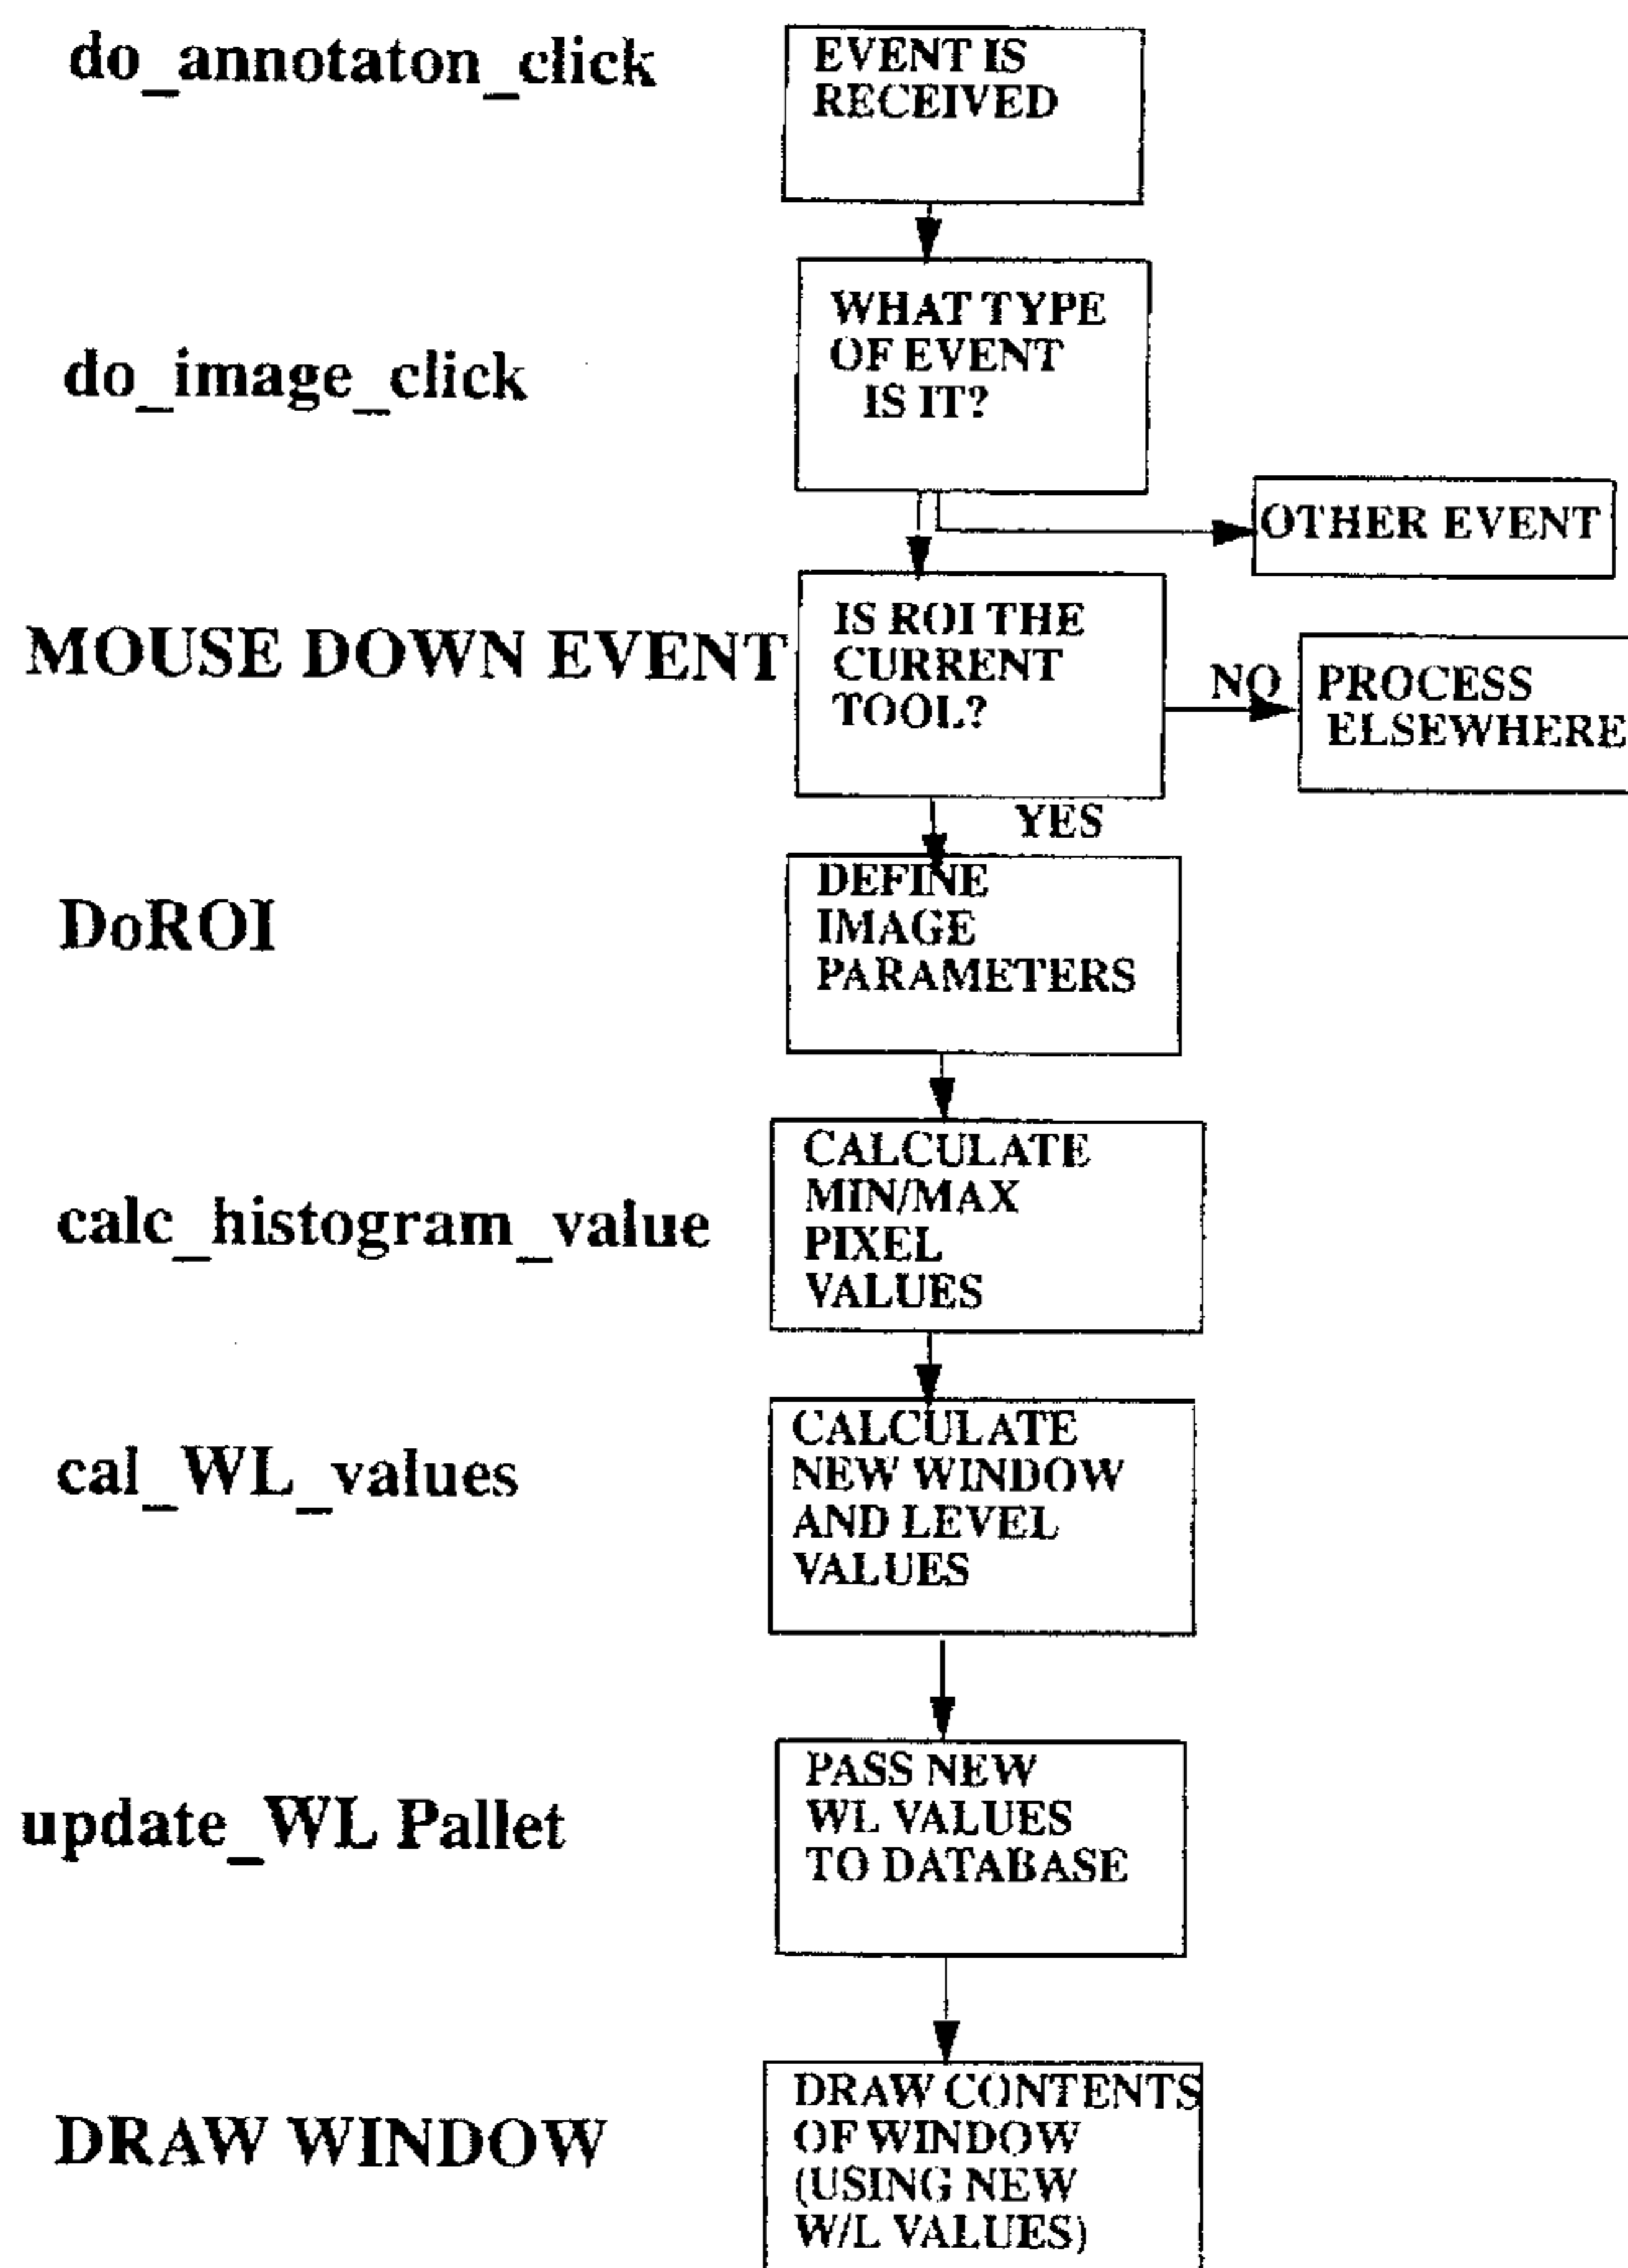 do_annotaton_click
EVENT IS
RECEIVED
do_image_click
WHAT TYPE
OF EVENT
IS IT?
OTHER EVENT
MOUSE DOWN EVENT
IS ROI THE
CURRENT
TOOL?
NO
PROCESS
ELSEWHERE
YES
DoROI
DEFINE
IMAGE
PARAMETERS
calc_histogram_value
CALCULATE
MIN/MAX
PIXEL
VALUES
cal_WL_values
CALCULATE
NEW WINDOW
AND LEVEL
VALUES
update_WL Pallet
PASS NEW
WL VALUES
TO DATABASE
DRAW WINDOW
DRAW CONTENTS
OF WINDOW
(USING NEW
W/L VALUES)